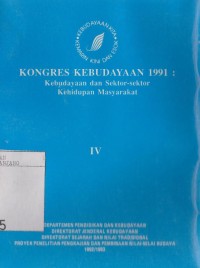 KONGRES KEBUDAYAAN 1991 :
Kebudayaan dan Sektor-sektor
Kehidupan Masyarakat
IV
DEPARTEMEN PENDIDIKAN DAN KEBUDAYAAN
DIREKTORAT JENDERAL KEBUDAYAAN
DIREKTORAT SEJARAH DAN NILAI TRADISIONAL
PROYEK PENELITIAN PENGKAJIAN DAN PEMBINAAN NILAI-NILAI BUDAYA
1992/1993
5